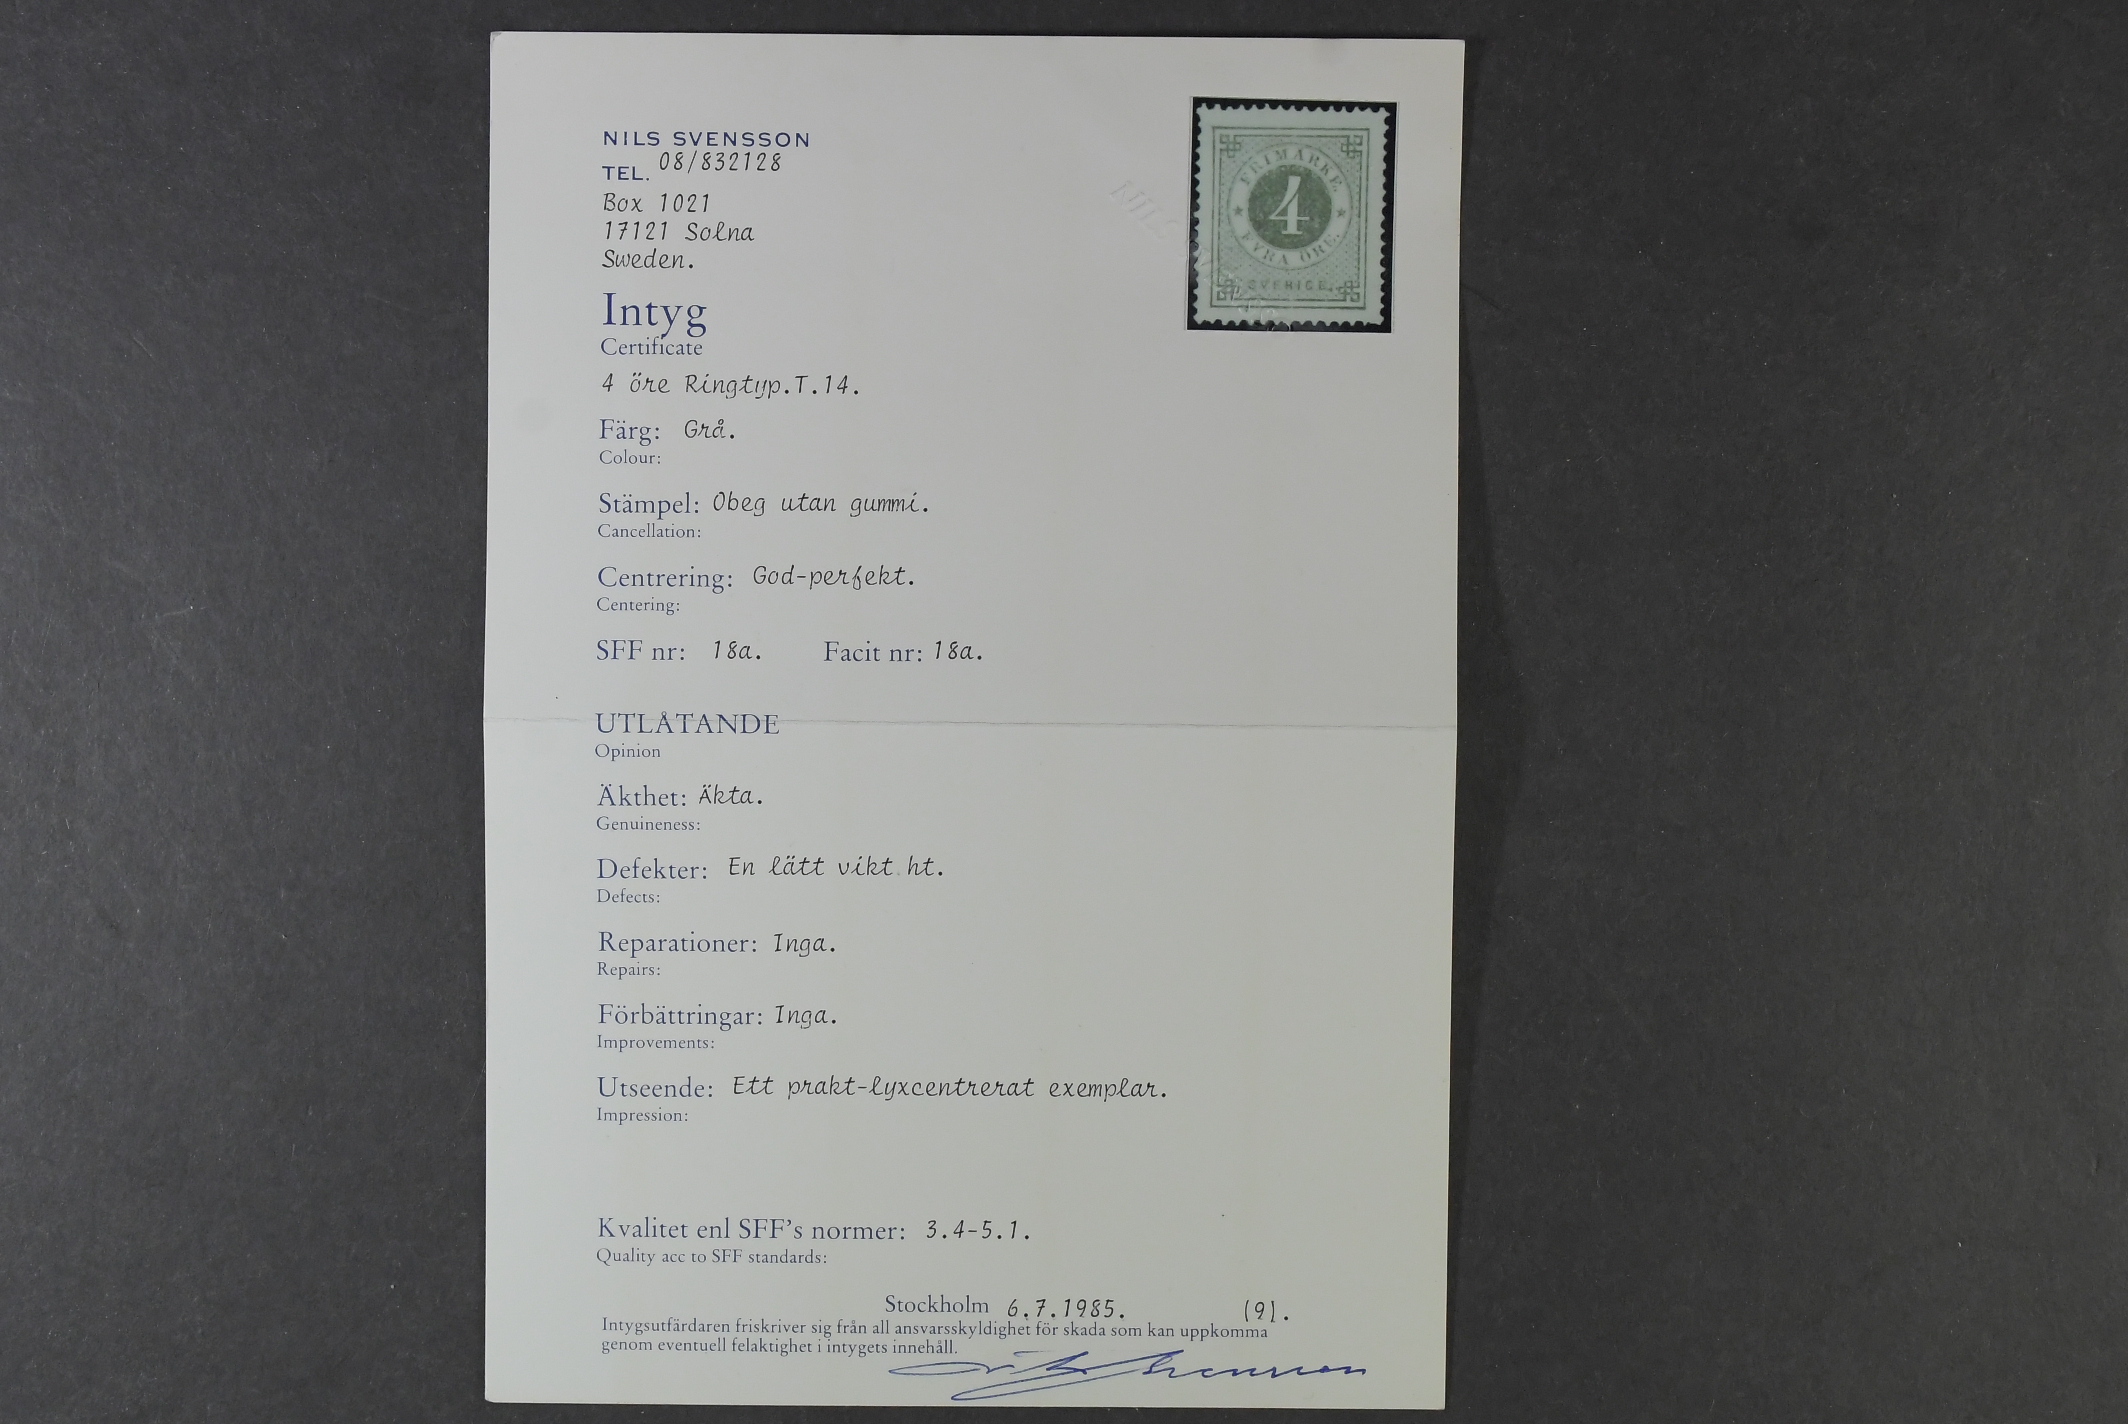 NILS SVENSSON
TEL. 08/832128
Box 1021
17121 Solna
Sweden.
FRIMÄRKE.
4
FYRA ÖRE.
SVERIGE.
NILS SVENSSON
Intyg
Certificate
4 öre Ringtyp.T.14.
Färg: Grå.
Colour:
Stämpel: Obeg utan gummi.
Cancellation:
Centrering: God-perfekt.
Centering:
SFF nr: 18a. Facit nr: 18a.
UTLÅTANDE
Opinion
Äkthet: Äkta.
Genuineness:
Defekter: En lätt vikt ht.
Defects:
Reparationer: Inga.
Repairs:
Förbättringar: Inga.
Improvements:
Utseende: Ett prakt-lyxcentrerat exemplar.
Impression:
Kvalitet enl SFF's normer: 3.4-5.1.
Quality acc to SFF standards:
Stockholm 6.7.1985. (9).
Intygsutfärdaren friskriver sig från all ansvarsskyldighet för skada som kan uppkomma
genom eventuell felaktighet i intygets innehåll.
Nils Svensson